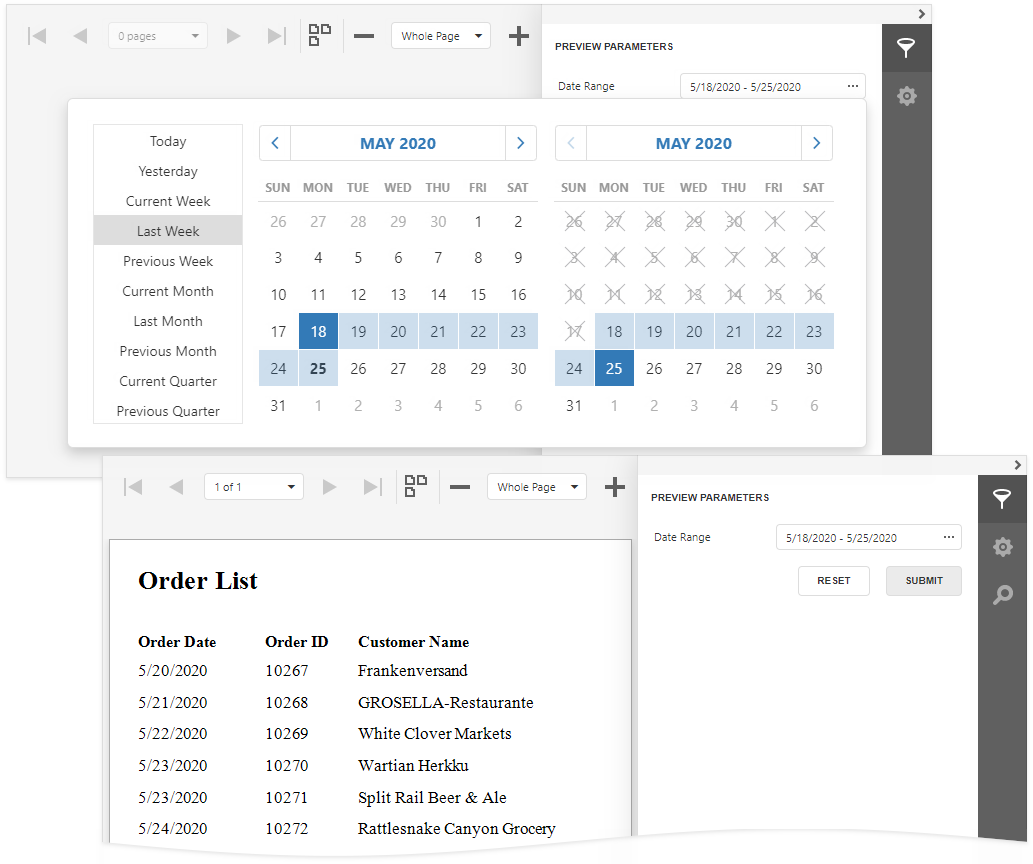 0 pages Whole Page
PREVIEW PARAMETERS
Date Range 5/18/2020 - 5/25/2020 ...
Today
Yesterday
Current Week
Last Week
Previous Week
Current Month
Last Month
Previous Month
Current Quarter
Previous Quarter
MAY 2020
SUN MON TUE WED THU FRI SAT
26 27 28 29 30 1 2
3 4 5 6 7 8 9
10 11 12 13 14 15 16
17 18 19 20 21 22 23
24 25 26 27 28 29 30
31 1 2 3 4 5 6
MAY 2020
SUN MON TUE WED THU FRI SAT
26 27 28 29 30 1 2
3 4 5 6 7 8 9
10 11 12 13 14 15 16
17 18 19 20 21 22 23
24 25 26 27 28 29 30
31 1 2 3 4 5 6
1 of 1 Whole Page
PREVIEW PARAMETERS
Date Range 5/18/2020 - 5/25/2020 ...
RESET SUBMIT
Order List
Order Date Order ID Customer Name
5/20/2020 10267 Frankenversand
5/21/2020 10268 GROSELLA-Restaurante
5/22/2020 10269 White Clover Markets
5/23/2020 10270 Wartian Herkku
5/23/2020 10271 Split Rail Beer & Ale
5/24/2020 10272 Rattlesnake Canyon Grocery